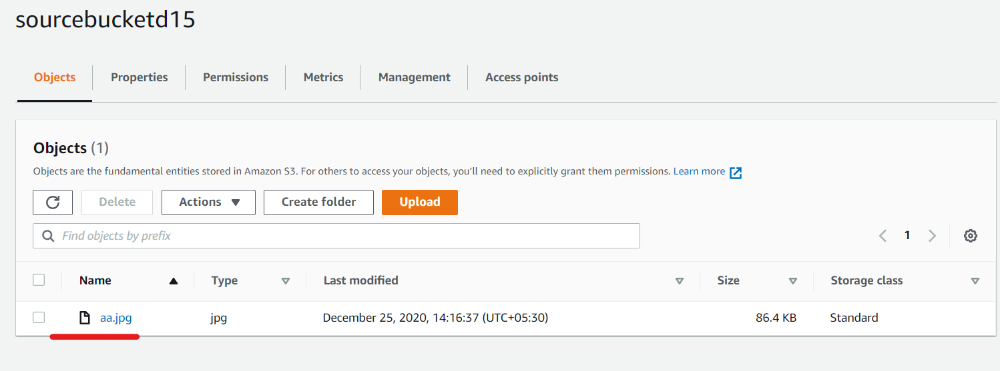 sourcebucketd15
Objects Properties Permissions Metrics Management Access points
Objects (1)
Objects are the fundamental entities stored in Amazon S3. For others to access your objects, you'll need to explicitly grant them permissions. Learn more
Delete Actions Create folder Upload
Find objects by prefix 1
Name Type Last modified Size Storage class
aa.jpg jpg December 25, 2020, 14:16:37 (UTC+05:30) 86.4 KB Standard